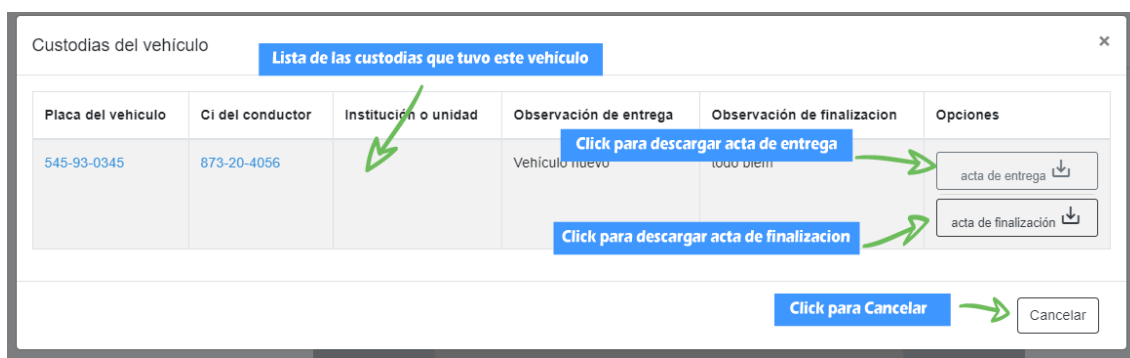 Custodias del vehículo
×
Lista de las custodias que tuvo este vehículo
Placa del vehiculo
Ci del conductor
Institución o unidad
Observación de entrega
Observación de finalizacion
Opciones
Click para descargar acta de entrega
545-93-0345
873-20-4056
Vehículo nuevo
todo biem
acta de entrega
acta de finalización
Click para descargar acta de finalizacion
Click para Cancelar
Cancelar